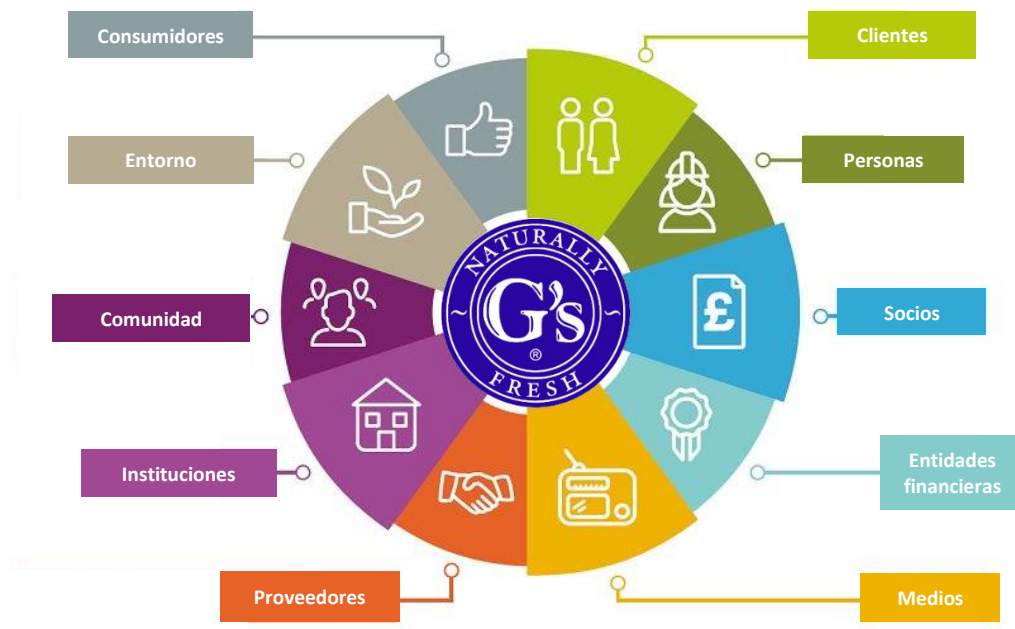 Consumidores
Clientes
Entorno
Personas
NATURALLY
G's
®
FRESH
£
Comunidad
Socios
Instituciones
Entidades
financieras
Proveedores
Medios